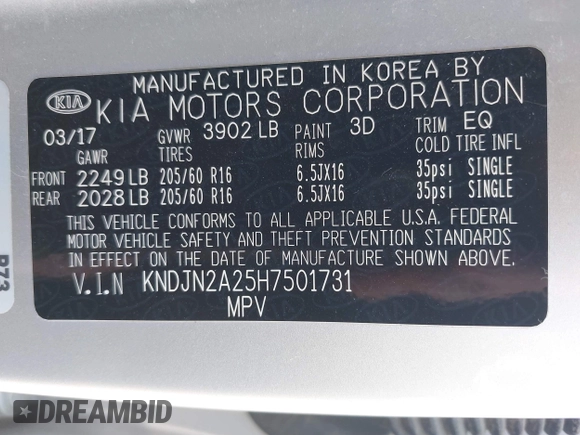 MANUFACTURED IN KOREA BY
KIA KIA MOTORS CORPORATION
03/17 GVWR 3902 LB PAINT 3D TRIM EQ
GAWR TIRES RIMS COLD TIRE INFL
FRONT 2249 LB 205/60 R16 6.5JX16 35psi SINGLE
REAR 2028 LB 205/60 R16 6.5JX16 35psi SINGLE
THIS VEHICLE CONFORMS TO ALL APPLICABLE U.S.A. FEDERAL
MOTOR VEHICLE SAFETY AND THEFT PREVENTION STANDARDS
IN EFFECT ON THE DATE OF MANUFACTURE SHOWN ABOVE.
V.I.N KNDJN2A25H7501731
MPV
P73
DREAMBID